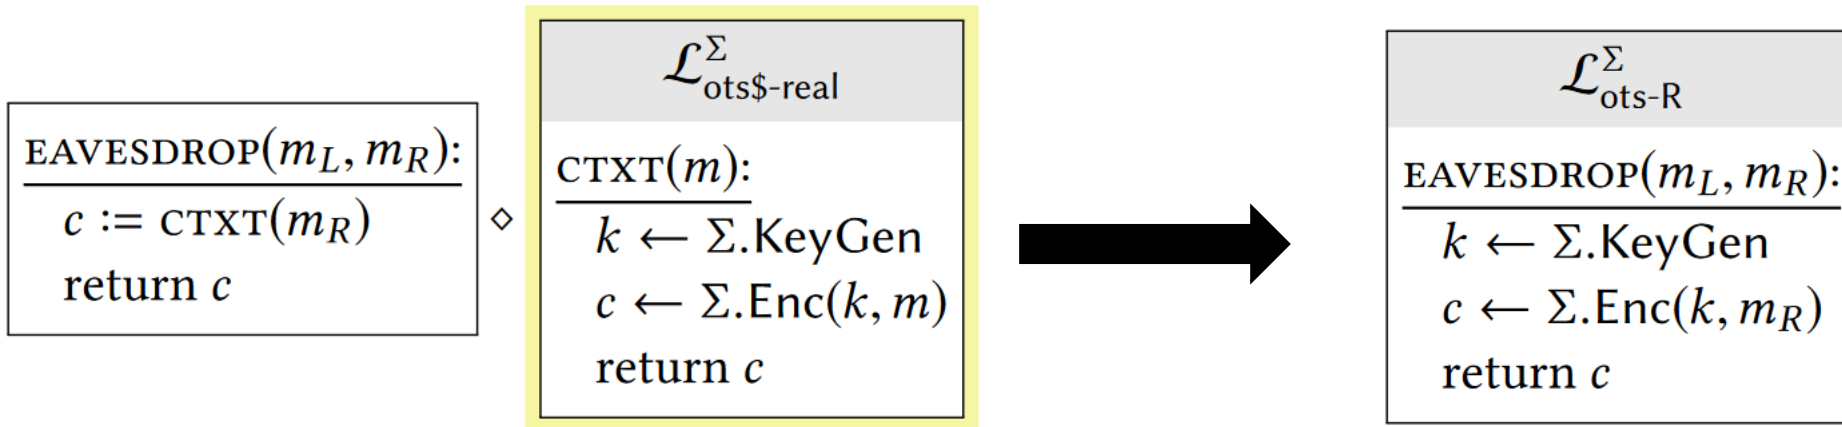 EAVESDROP(m_L, m_R):
c := CTXT(m_R)
return c
⋄
ℒ^Σ_ots$-real
CTXT(m):
k ← Σ.KeyGen
c ← Σ.Enc(k, m)
return c
ℒ^Σ_ots-R
EAVESDROP(m_L, m_R):
k ← Σ.KeyGen
c ← Σ.Enc(k, m_R)
return c